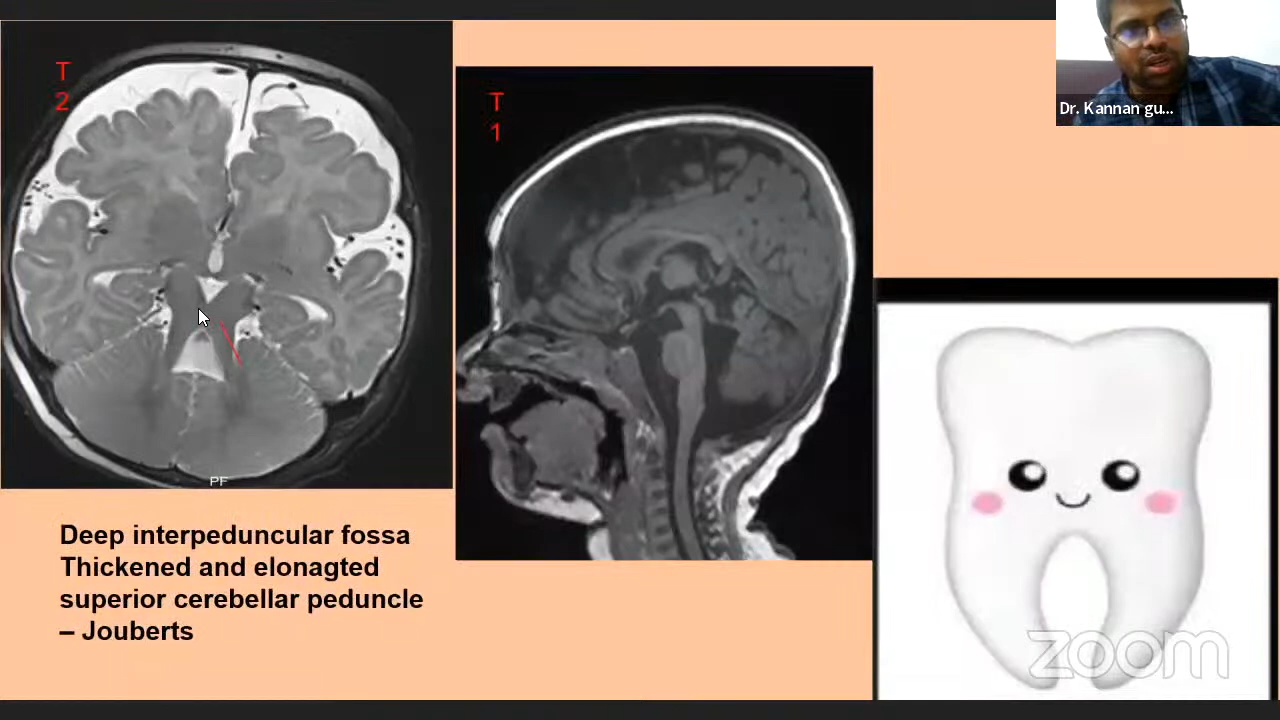 T
2
T
1
Dr. Kannan gu...
PF
Deep interpeduncular fossa
Thickened and elonagted
superior cerebellar peduncle
– Jouberts
zoom